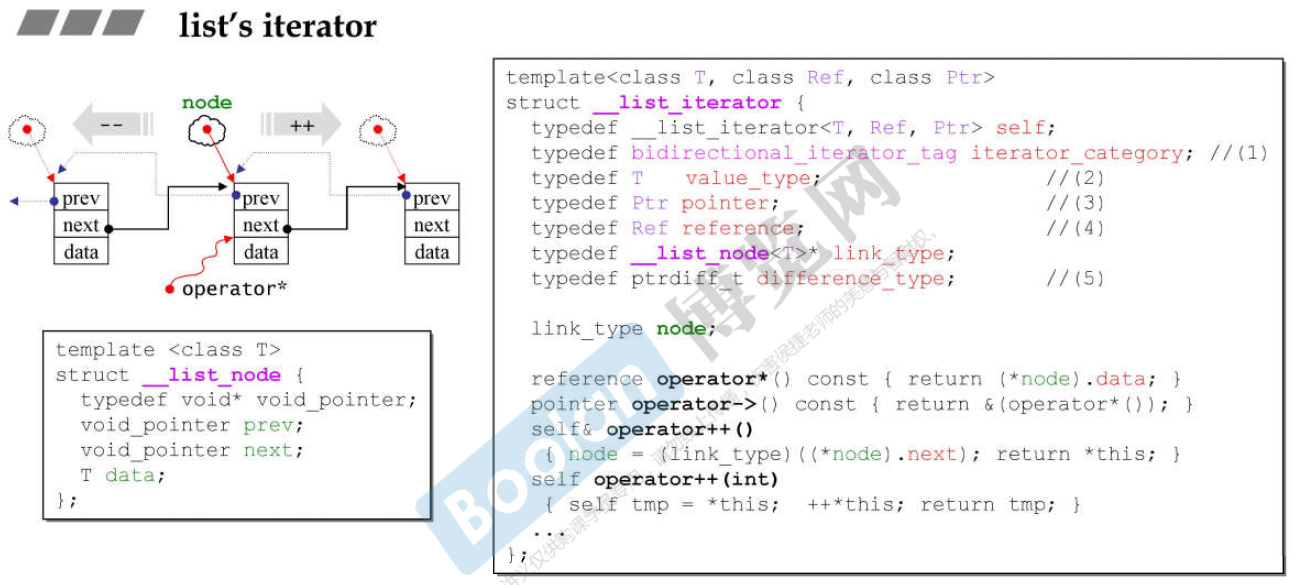 list's iterator
node
-- ++
prev prev prev
next next next
data data data
operator*
template <class T>
struct __list_node {
typedef void* void_pointer;
void_pointer prev;
void_pointer next;
T data;
};
template<class T, class Ref, class Ptr>
struct __list_iterator {
typedef __list_iterator<T, Ref, Ptr> self;
typedef bidirectional_iterator_tag iterator_category; //(1)
typedef T value_type; //(2)
typedef Ptr pointer; //(3)
typedef Ref reference; //(4)
typedef __list_node<T>* link_type;
typedef ptrdiff_t difference_type; //(5)
link_type node;
reference operator*() const { return (*node).data; }
pointer operator->() const { return &(operator*()); }
self& operator++()
{ node = (link_type)((*node).next); return *this; }
self operator++(int)
{ self tmp = *this; ++*this; return tmp; }
...
};
Boolan 博览网